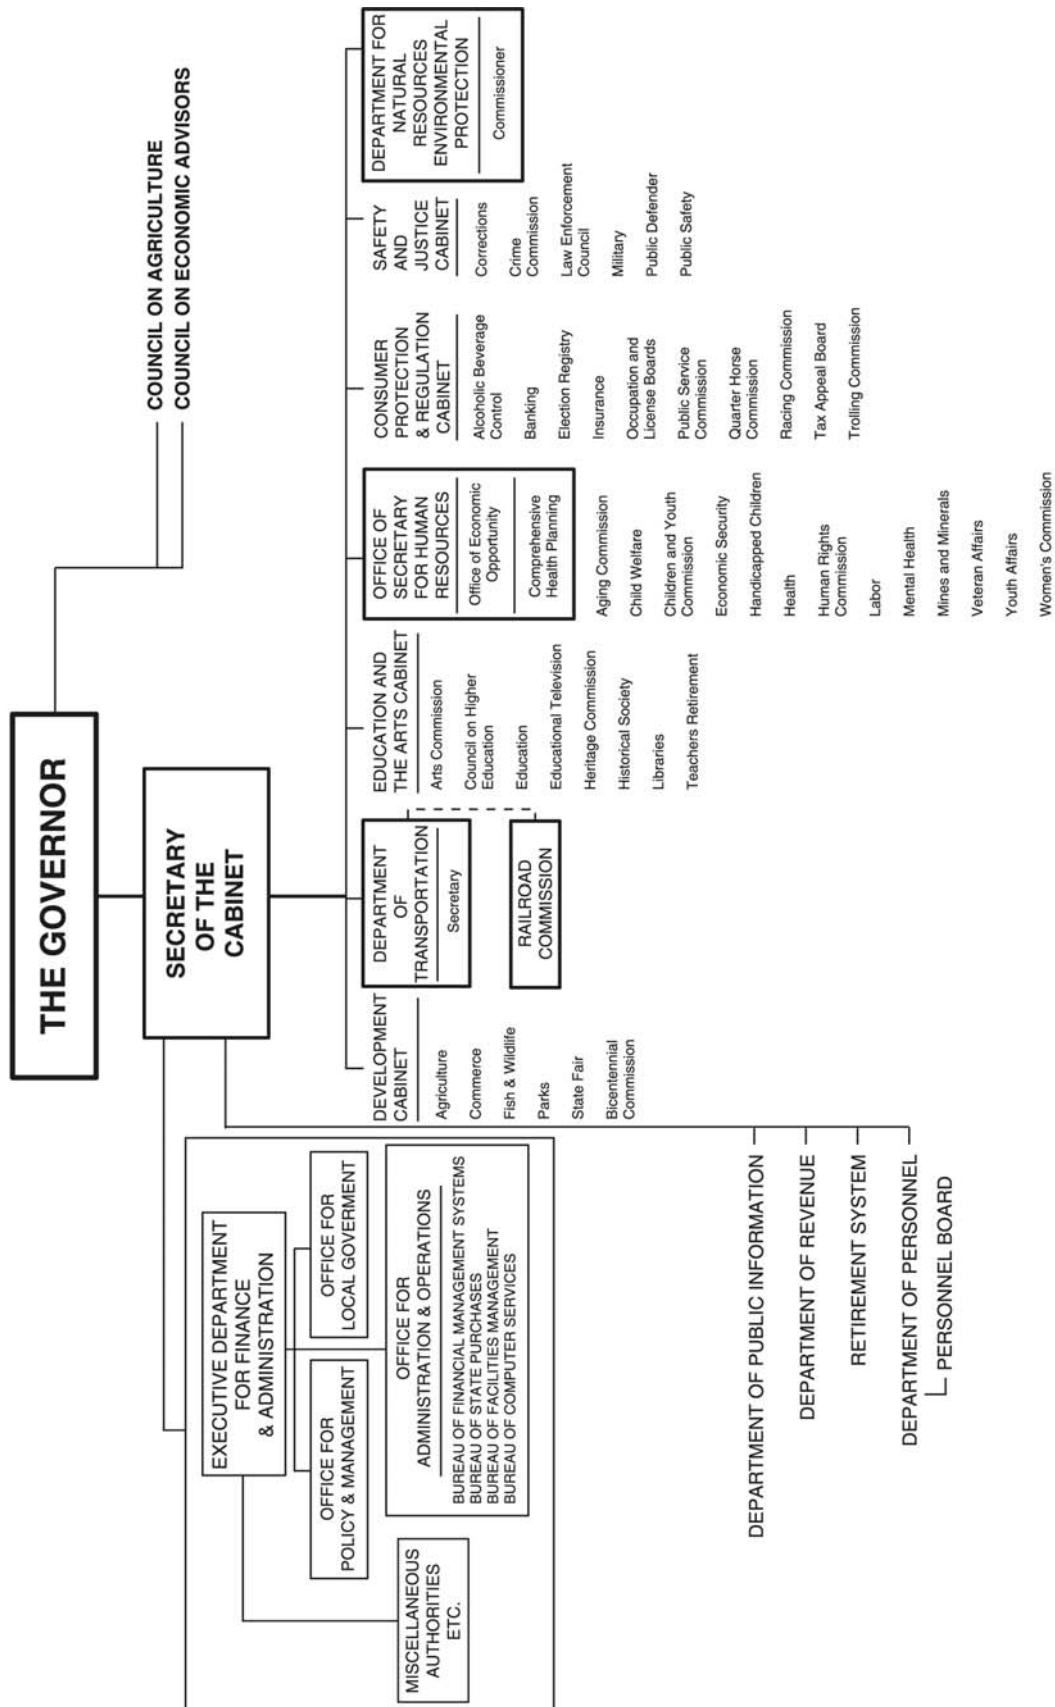 THE GOVERNOR
COUNCIL ON AGRICULTURE
COUNCIL ON ECONOMIC ADVISORS
SECRETARY
OF THE
CABINET
EXECUTIVE DEPARTMENT
FOR FINANCE
& ADMINISTRATION
OFFICE FOR
POLICY & MANAGEMENT
OFFICE FOR
LOCAL GOVERMENT
OFFICE FOR
ADMINISTRATION & OPERATIONS
BUREAU OF FINANCIAL MANAGEMENT SYSTEMS
BUREAU OF STATE PURCHASES
BUREAU OF FACILITIES MANAGEMENT
BUREAU OF COMPUTER SERVICES
MISCELLANEOUS
AUTHORITIES
ETC.
DEVELOPMENT
CABINET
Agriculture
Commerce
Fish & Wildlife
Parks
State Fair
Bicentennial
Commission
DEPARTMENT
OF
TRANSPORTATION
Secretary
RAILROAD
COMMISSION
EDUCATION AND
THE ARTS CABINET
Arts Commission
Council on Higher
Education
Education
Educational Television
Heritage Commission
Historical Society
Libraries
Teachers Retirement
OFFICE OF
SECRETARY
FOR HUMAN
RESOURCES
Office of Economic
Opportunity
Comprehensive
Health Planning
Aging Commission
Child Welfare
Children and Youth
Commission
Economic Security
Handicapped Children
Health
Human Rights
Commission
Labor
Mental Health
Mines and Minerals
Veteran Affairs
Youth Affairs
Women's Commission
CONSUMER
PROTECTION
& REGULATION
CABINET
Alcoholic Beverage
Control
Banking
Election Registry
Insurance
Occupation and
License Boards
Public Service
Commission
Quarter Horse
Commission
Racing Commission
Tax Appeal Board
Trolling Commission
SAFETY
AND
JUSTICE
CABINET
Corrections
Crime
Commission
Law Enforcement
Council
Military
Public Defender
Public Safety
DEPARTMENT FOR
NATURAL
RESOURCES
ENVIRONMENTAL
PROTECTION
Commissioner
DEPARTMENT OF PUBLIC INFORMATION
DEPARTMENT OF REVENUE
RETIREMENT SYSTEM
DEPARTMENT OF PERSONNEL
PERSONNEL BOARD